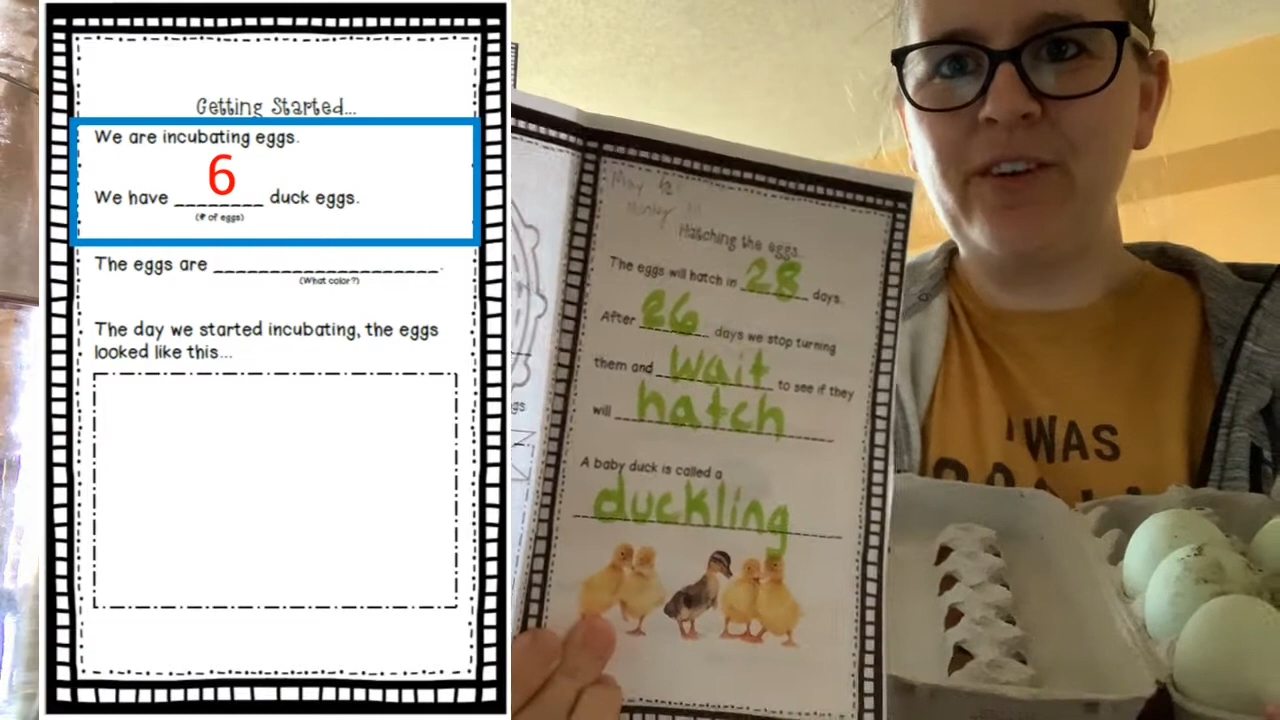 Getting Started...
We are incubating eggs.
6
We have ________ duck eggs.
(# of eggs)
The eggs are ____________________.
(What color?)
The day we started incubating, the eggs
looked like this...
May
Monday
Hatching the eggs...
The eggs will hatch in 28 days.
After 26 days we stop turning
them and wait to see if they
will hatch
A baby duck is called a
duckling
gs
I WAS